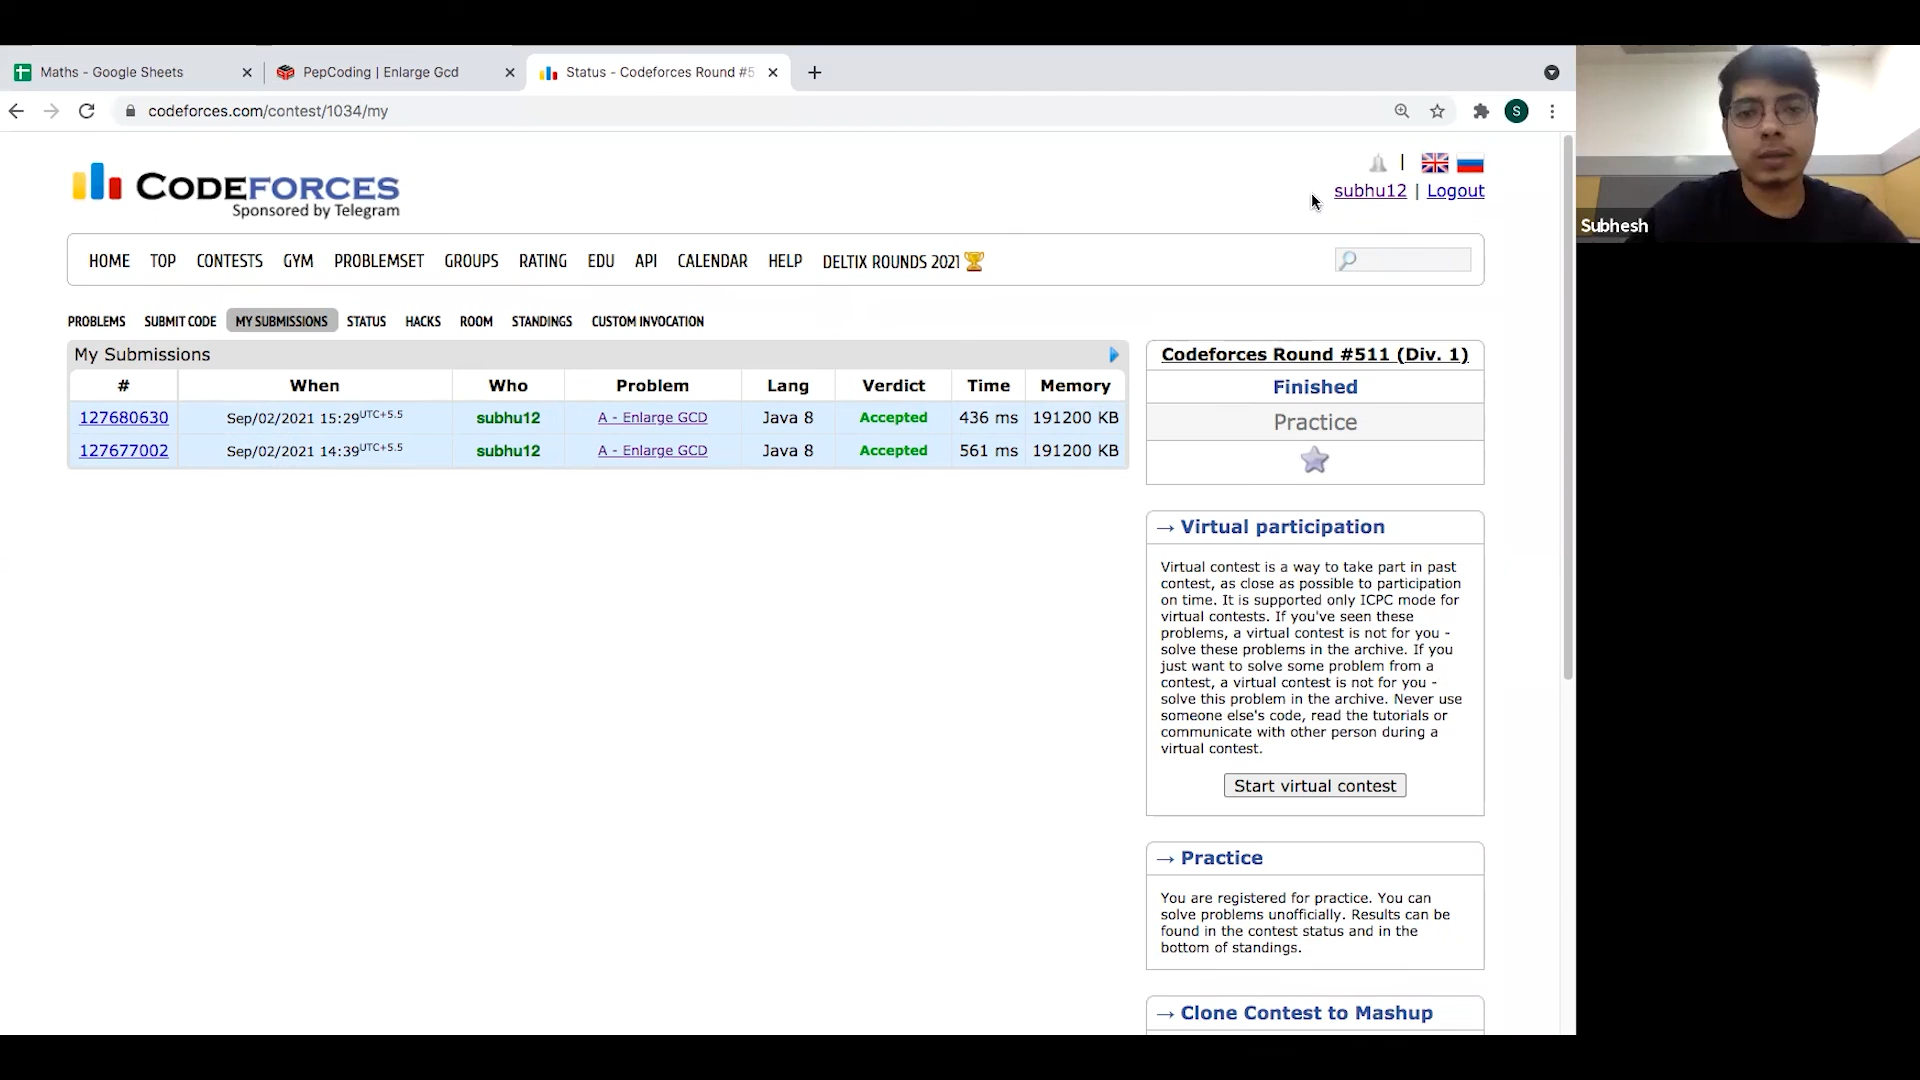 Maths - Google Sheets
PepCoding | Enlarge Gcd
Status - Codeforces Round #5
codeforces.com/contest/1034/my
S
CODEFORCES
Sponsored by Telegram
subhu12 | Logout
Subhesh
HOME TOP CONTESTS GYM PROBLEMSET GROUPS RATING EDU API CALENDAR HELP DELTIX ROUNDS 2021
PROBLEMS SUBMIT CODE MY SUBMISSIONS STATUS HACKS ROOM STANDINGS CUSTOM INVOCATION
My Submissions
# When Who Problem Lang Verdict Time Memory
127680630 Sep/02/2021 15:29UTC+5.5 subhu12 A - Enlarge GCD Java 8 Accepted 436 ms 191200 KB
127677002 Sep/02/2021 14:39UTC+5.5 subhu12 A - Enlarge GCD Java 8 Accepted 561 ms 191200 KB
Codeforces Round #511 (Div. 1)
Finished
Practice
→ Virtual participation
Virtual contest is a way to take part in past
contest, as close as possible to participation
on time. It is supported only ICPC mode for
virtual contests. If you've seen these
problems, a virtual contest is not for you -
solve these problems in the archive. If you
just want to solve some problem from a
contest, a virtual contest is not for you -
solve this problem in the archive. Never use
someone else's code, read the tutorials or
communicate with other person during a
virtual contest.
Start virtual contest
→ Practice
You are registered for practice. You can
solve problems unofficially. Results can be
found in the contest status and in the
bottom of standings.
→ Clone Contest to Mashup